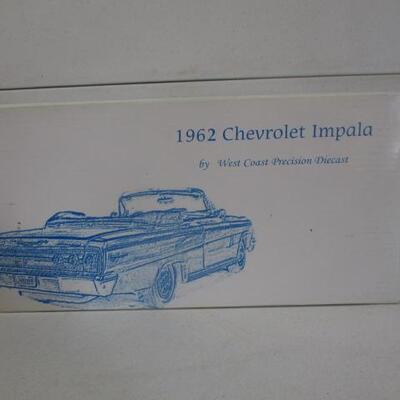 1962 Chevrolet Impala
by West Coast Precision Diecast